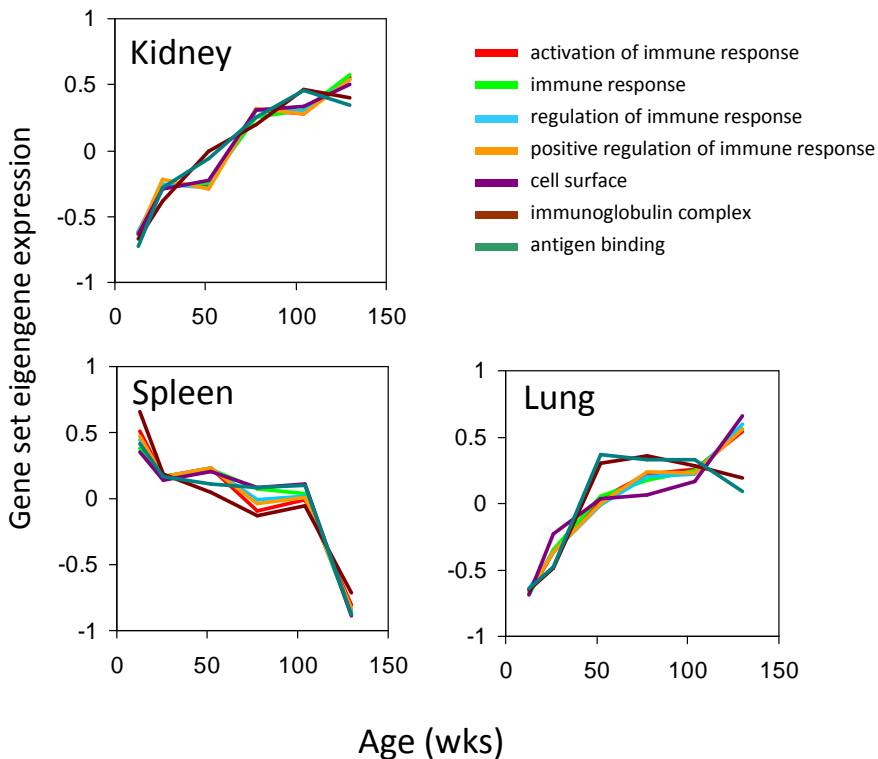 Kidney
1
0.5
0
-0.5
-1
0
50
100
150
activation of immune response
immune response
regulation of immune response
positive regulation of immune response
cell surface
immunoglobulin complex
antigen binding
Gene set eigengene expression
Spleen
1
0.5
0
-0.5
-1
0
50
100
150
Lung
1
0.5
0
-0.5
-1
0
50
100
150
Age (wks)